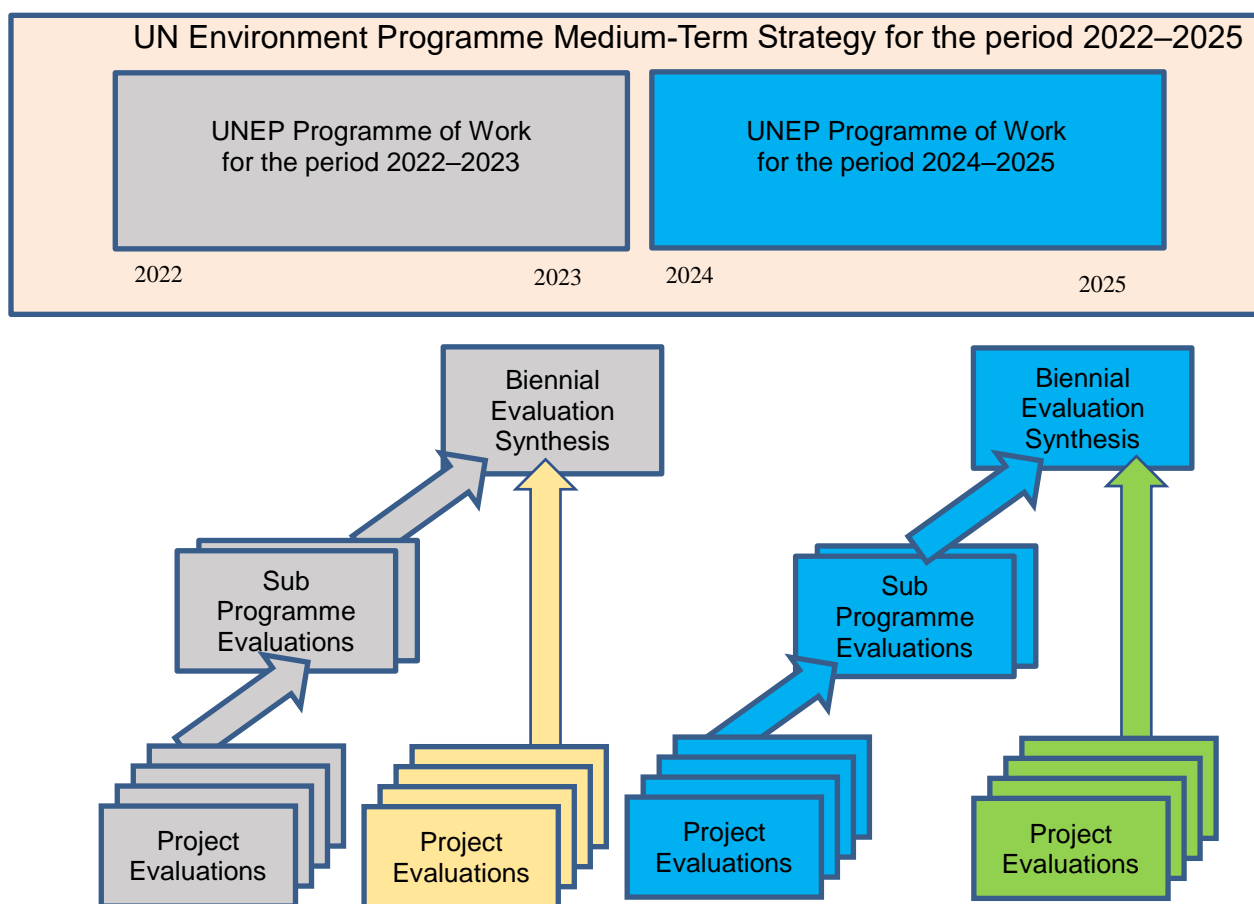 UN Environment Programme Medium-Term Strategy for the period 2022–2025
UNEP Programme of Work
for the period 2022–2023
UNEP Programme of Work
for the period 2024–2025
2022
2023
2024
2025
Biennial
Evaluation
Synthesis
Biennial
Evaluation
Synthesis
Sub
Programme
Evaluations
Sub
Programme
Evaluations
Project
Evaluations
Project
Evaluations
Project
Evaluations
Project
Evaluations